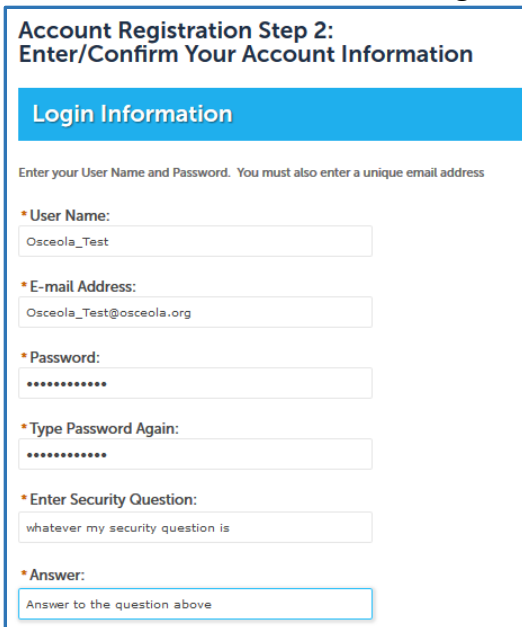 Account Registration Step 2:
Enter/Confirm Your Account Information
Login Information
Enter your User Name and Password. You must also enter a unique email address
* User Name:
Osceola_Test
* E-mail Address:
Osceola_Test@osceola.org
* Password:
••••••••••••
* Type Password Again:
••••••••••••
* Enter Security Question:
whatever my security question is
* Answer:
Answer to the question above